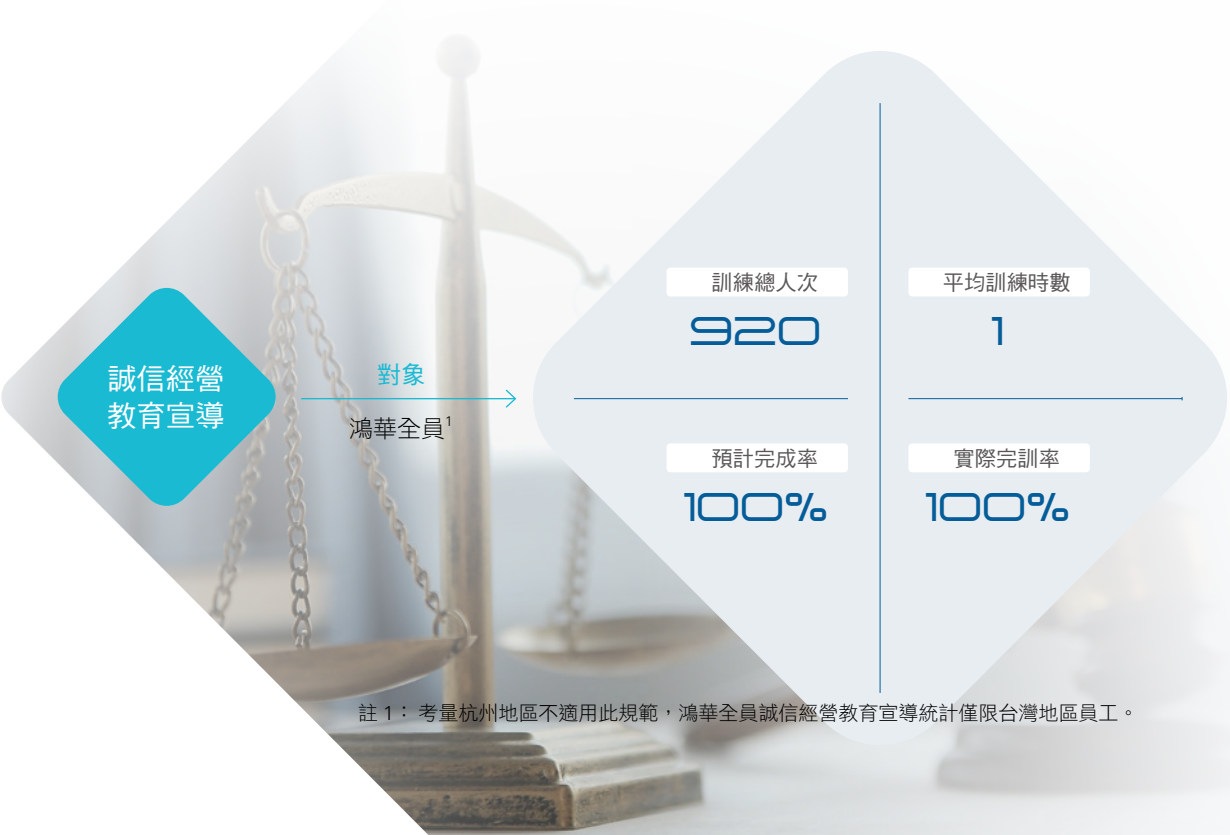 誠信經營
教育宣導
對象
鴻華全員¹
訓練總人次
920
平均訓練時數
1
預計完成率
100%
實際完訓率
100%
註 1： 考量杭州地區不適用此規範，鴻華全員誠信經營教育宣導統計僅限台灣地區員工。